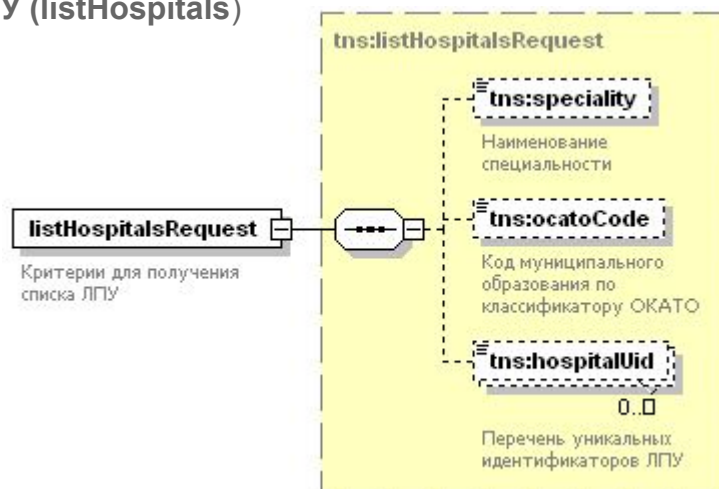 У (listHospitals)
tns:listHospitalsRequest
tns:speciality
Наименование
специальности
listHospitalsRequest
Критерии для получения
списка ЛПУ
tns:ocatoCode
Код муниципального
образования по
классификатору ОКАТО
tns:hospitalUid
0..□
Перечень уникальных
идентификаторов ЛПУ